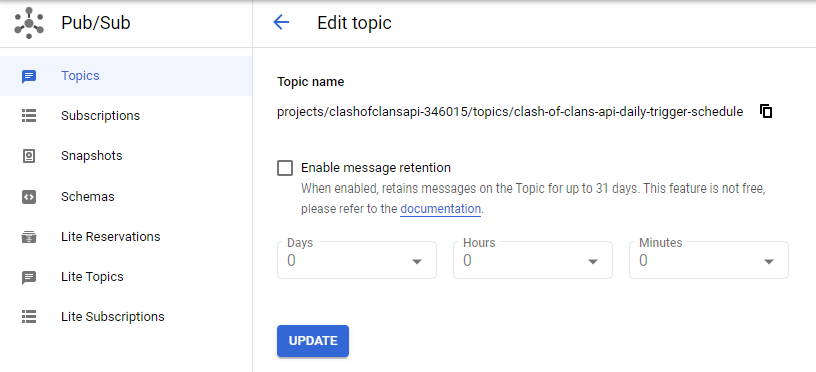 Pub/Sub
Edit topic
Topics
Subscriptions
Snapshots
Schemas
Lite Reservations
Lite Topics
Lite Subscriptions
Topic name
projects/clashofclansapi-346015/topics/clash-of-clans-api-daily-trigger-schedule
Enable message retention
When enabled, retains messages on the Topic for up to 31 days. This feature is not free,
please refer to the documentation.
Days
Hours
Minutes
0
0
0
UPDATE